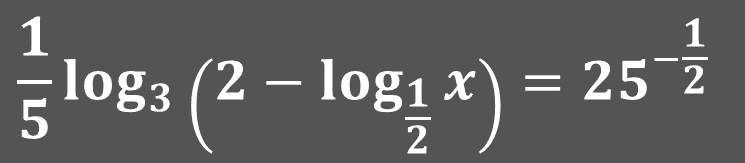 1/5 log₃ (2 − log_{1/2} x) = 25^{−1/2}